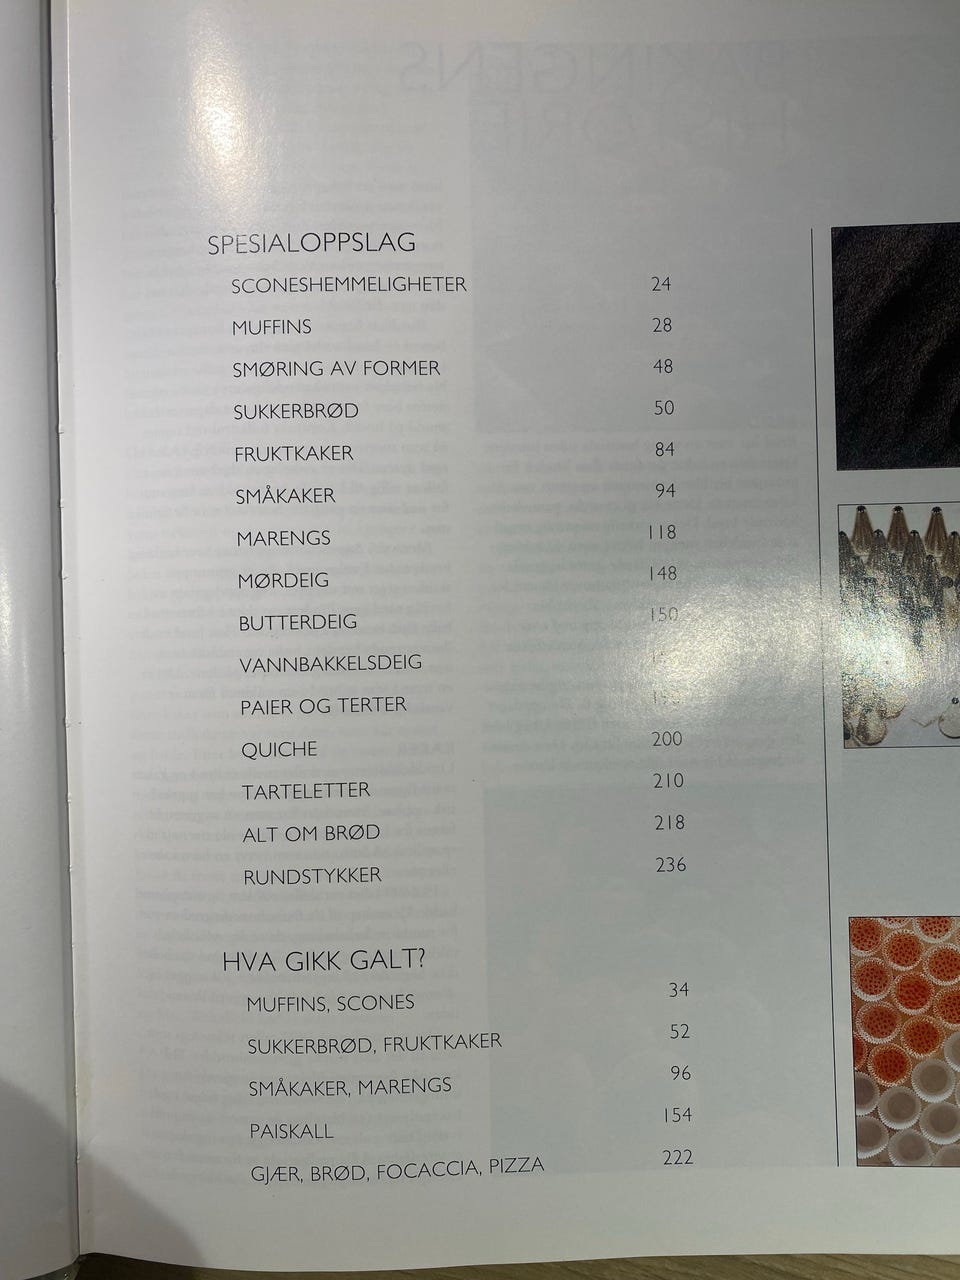 SPESIALOPPSLAG
SCONESHEMMELIGHETER 24
MUFFINS 28
SMØRING AV FORMER 48
SUKKERBRØD 50
FRUKTKAKER 84
SMÅKAKER 94
MARENGS 118
MØRDEIG 148
BUTTERDEIG 150
VANNBAKKELSDEIG
PAIER OG TERTER
QUICHE 200
TARTELETTER 210
ALT OM BRØD 218
RUNDSTYKKER 236
HVA GIKK GALT?
MUFFINS, SCONES 34
SUKKERBRØD, FRUKTKAKER 52
SMÅKAKER, MARENGS 96
PAISKALL 154
GJÆR, BRØD, FOCACCIA, PIZZA 222